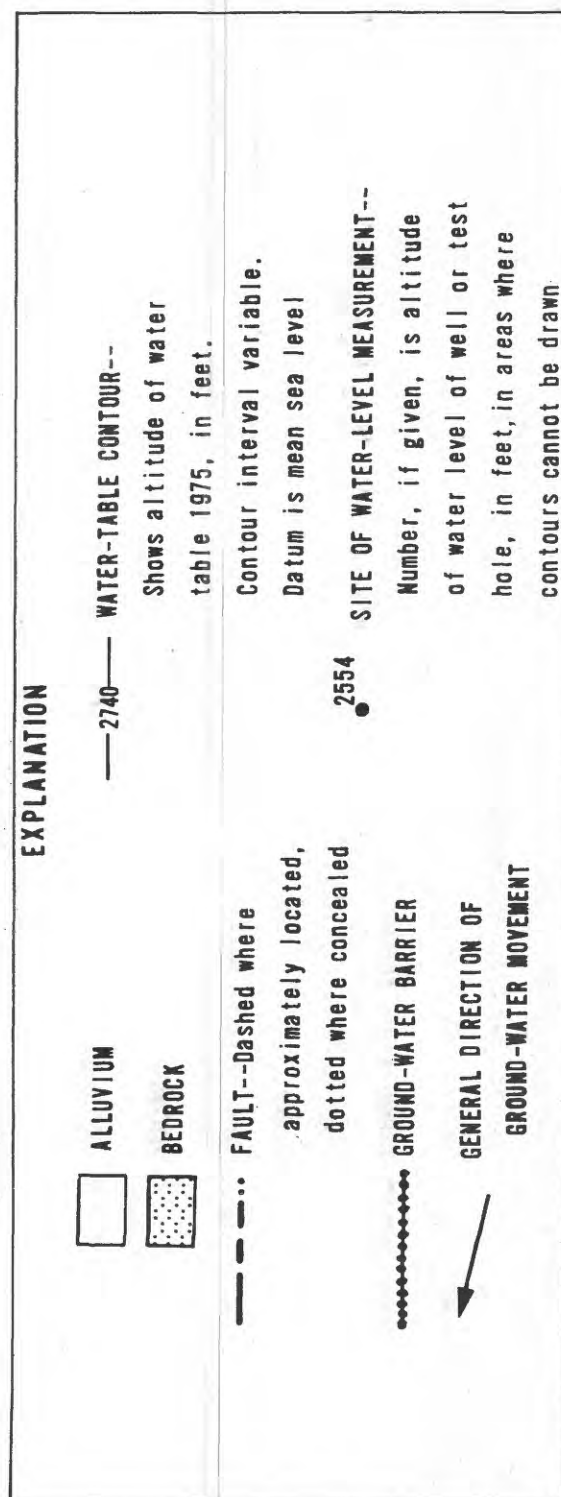 EXPLANATION
ALLUVIUM
BEDROCK
FAULT--Dashed where
approximately located,
dotted where concealed
GROUND-WATER BARRIER
GENERAL DIRECTION OF
GROUND-WATER MOVEMENT
2740
WATER-TABLE CONTOUR--
Shows altitude of water
table 1975, in feet.
Contour interval variable.
Datum is mean sea level
2554
SITE OF WATER-LEVEL MEASUREMENT--
Number, if given, is altitude
of water level of well or test
hole, in feet, in areas where
contours cannot be drawn